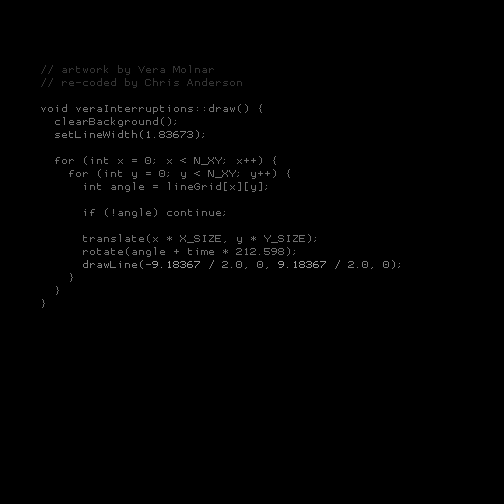 // artwork by Vera Molnar
// re-coded by Chris Anderson

void veraInterruptions::draw() {
  clearBackground();
  setLineWidth(1.83673);

  for (int x = 0; x < N_XY; x++) {
    for (int y = 0; y < N_XY; y++) {
      int angle = lineGrid[x][y];

      if (!angle) continue;

      translate(x * X_SIZE, y * Y_SIZE);
      rotate(angle + time * 212.598);
      drawLine(-9.18367 / 2.0, 0, 9.18367 / 2.0, 0);
    }
  }
}